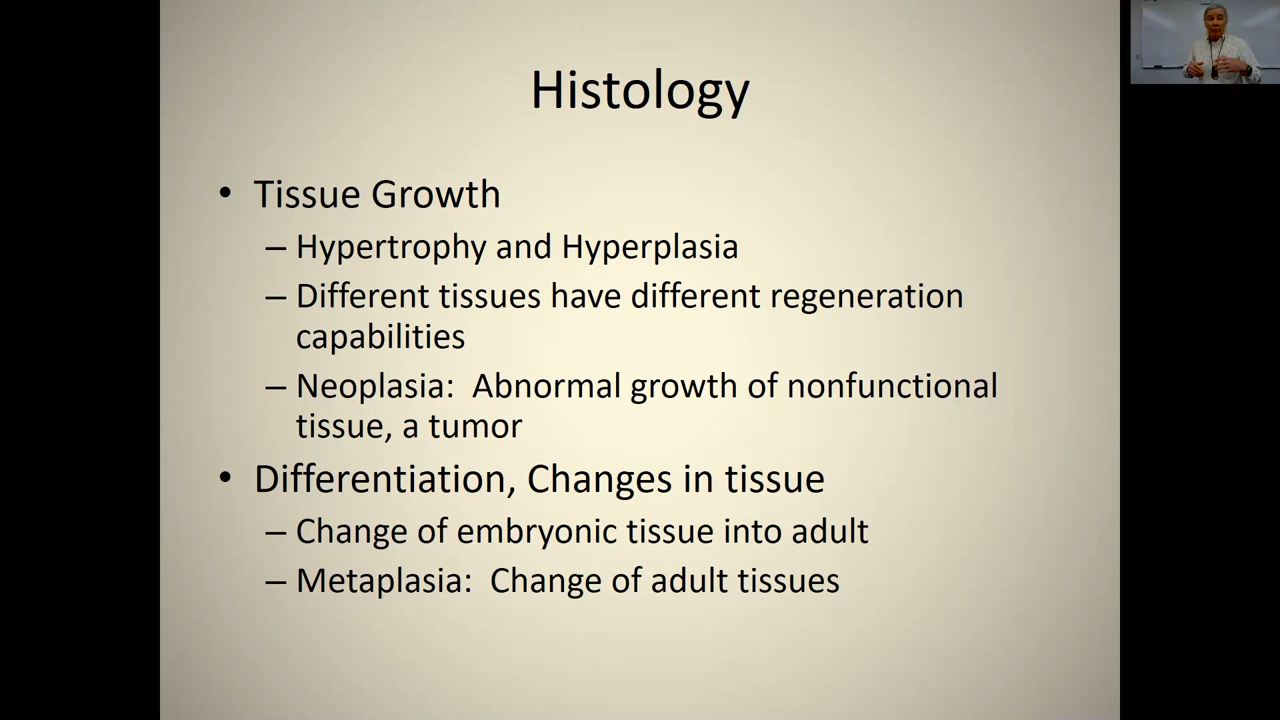 Histology
• Tissue Growth
– Hypertrophy and Hyperplasia
– Different tissues have different regeneration
capabilities
– Neoplasia:  Abnormal growth of nonfunctional
tissue, a tumor
• Differentiation, Changes in tissue
– Change of embryonic tissue into adult
– Metaplasia:  Change of adult tissues